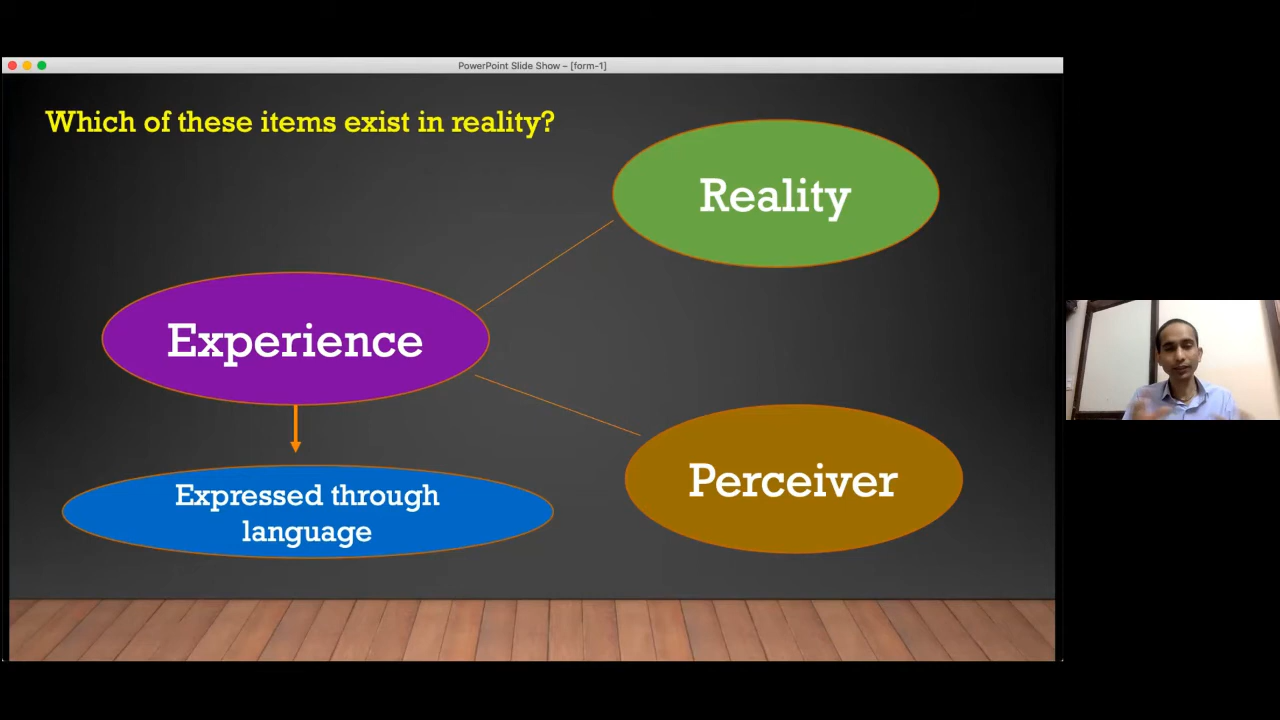 PowerPoint Slide Show – [form-1]
Which of these items exist in reality?
Reality
Experience
Perceiver
Expressed through
language